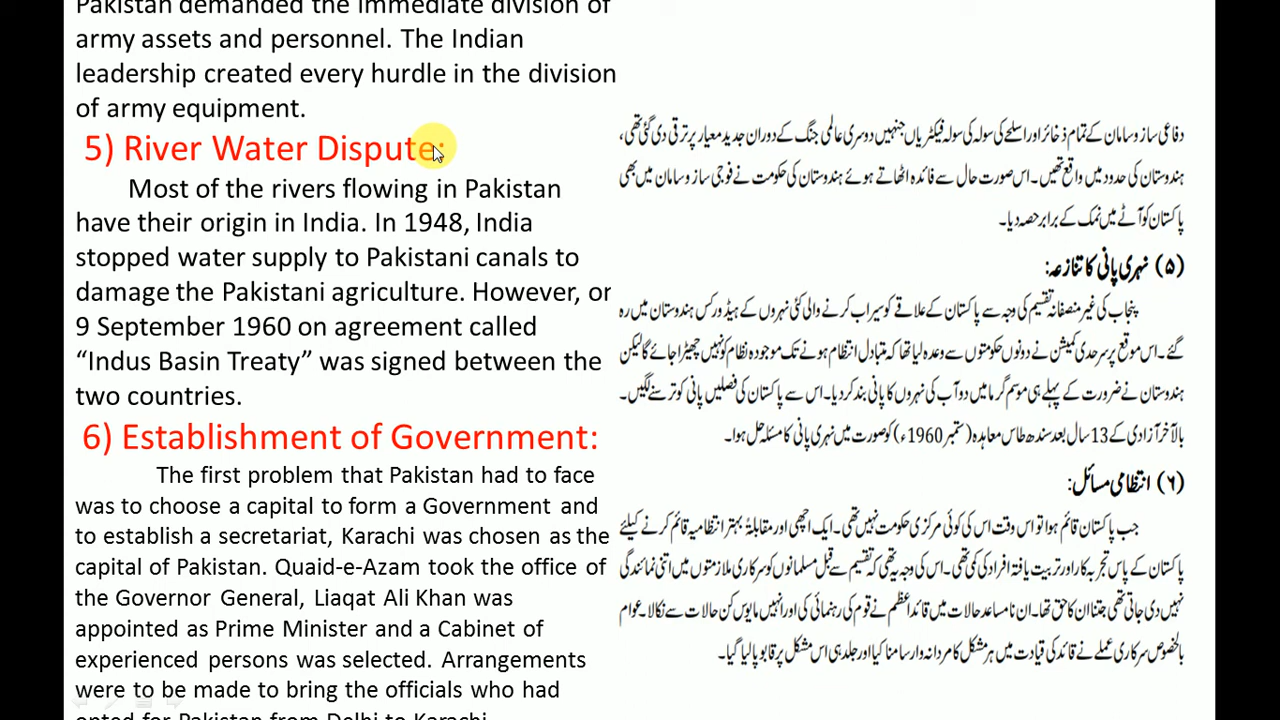 Pakistan demanded the immediate division of
army assets and personnel. The Indian
leadership created every hurdle in the division
of army equipment.
5) River Water Dispute:
Most of the rivers flowing in Pakistan
have their origin in India. In 1948, India
stopped water supply to Pakistani canals to
damage the Pakistani agriculture. However, or
9 September 1960 on agreement called
“Indus Basin Treaty” was signed between the
two countries.
6) Establishment of Government:
The first problem that Pakistan had to face
was to choose a capital to form a Government and
to establish a secretariat, Karachi was chosen as the
capital of Pakistan. Quaid-e-Azam took the office of
the Governor General, Liaqat Ali Khan was
appointed as Prime Minister and a Cabinet of
experienced persons was selected. Arrangements
were to be made to bring the officials who had
opted for Pakistan from Delhi to Karachi
دفاعی ساز و سامان کے تمام ذخائر اور اسلحے کی سولہ کی سولہ فیکٹریاں جنہیں دوسری عالمی جنگ کے دوران جدید معیار پر ترقی دی گئی تھی،
ہندوستان کی حدود میں واقع تھیں۔ اس صورت حال سے فائدہ اٹھاتے ہوئے ہندوستان کی حکومت نے فوجی ساز و سامان میں بھی
پاکستان کو آٹے میں نمک کے برابر حصہ دیا۔
(۵) نہری پانی کا تنازعہ:
پنجاب کی غیر منصفانہ تقسیم کی وجہ سے پاکستان کے علاقے کو سیراب کرنے والی کئی نہروں کے ہیڈ ورکس ہندوستان میں رہ
گئے۔ اس موقع پر سرحدی کمیشن نے دونوں حکومتوں سے وعدہ لیا تھا کہ متبادل انتظام ہونے تک موجودہ نظام کو نہیں چھیڑا جائے گا لیکن
ہندوستان نے ضرورت کے پہلے ہی موسم گرما میں دوآب کی نہروں کا پانی بند کر دیا۔ اس سے پاکستان کی فصلیں پانی کو ترسنے لگیں۔
بالآخر آزادی کے 13 سال بعد سندھ طاس معاہدہ (ستمبر 1960ء) کو صورت میں نہری پانی کا مسئلہ حل ہوا۔
(۶) انتظامی مسائل:
جب پاکستان قائم ہوا تو اس وقت اس کی کوئی مرکزی حکومت نہیں تھی۔ ایک اچھی اور مقابلۃً بہتر انتظامیہ قائم کرنے کیلئے
پاکستان کے پاس تجربہ کار اور تربیت یافتہ افراد کی کمی تھی۔ اس کی وجہ یہ تھی کہ تقسیم سے قبل مسلمانوں کو سرکاری ملازمتوں میں اتنی نمائندگی
نہیں دی جاتی تھی جتنا ان کا حق تھا۔ ان نامساعد حالات میں قائد اعظم نے قوم کی رہنمائی کی اور انہیں مایوس کن حالات سے نکالا۔ عوام
بالخصوص سرکاری عملے نے قائد کی قیادت میں ہر مشکل کا مردانہ وار سامنا کیا اور جلد ہی اس مشکل پر قابو پا لیا گیا۔